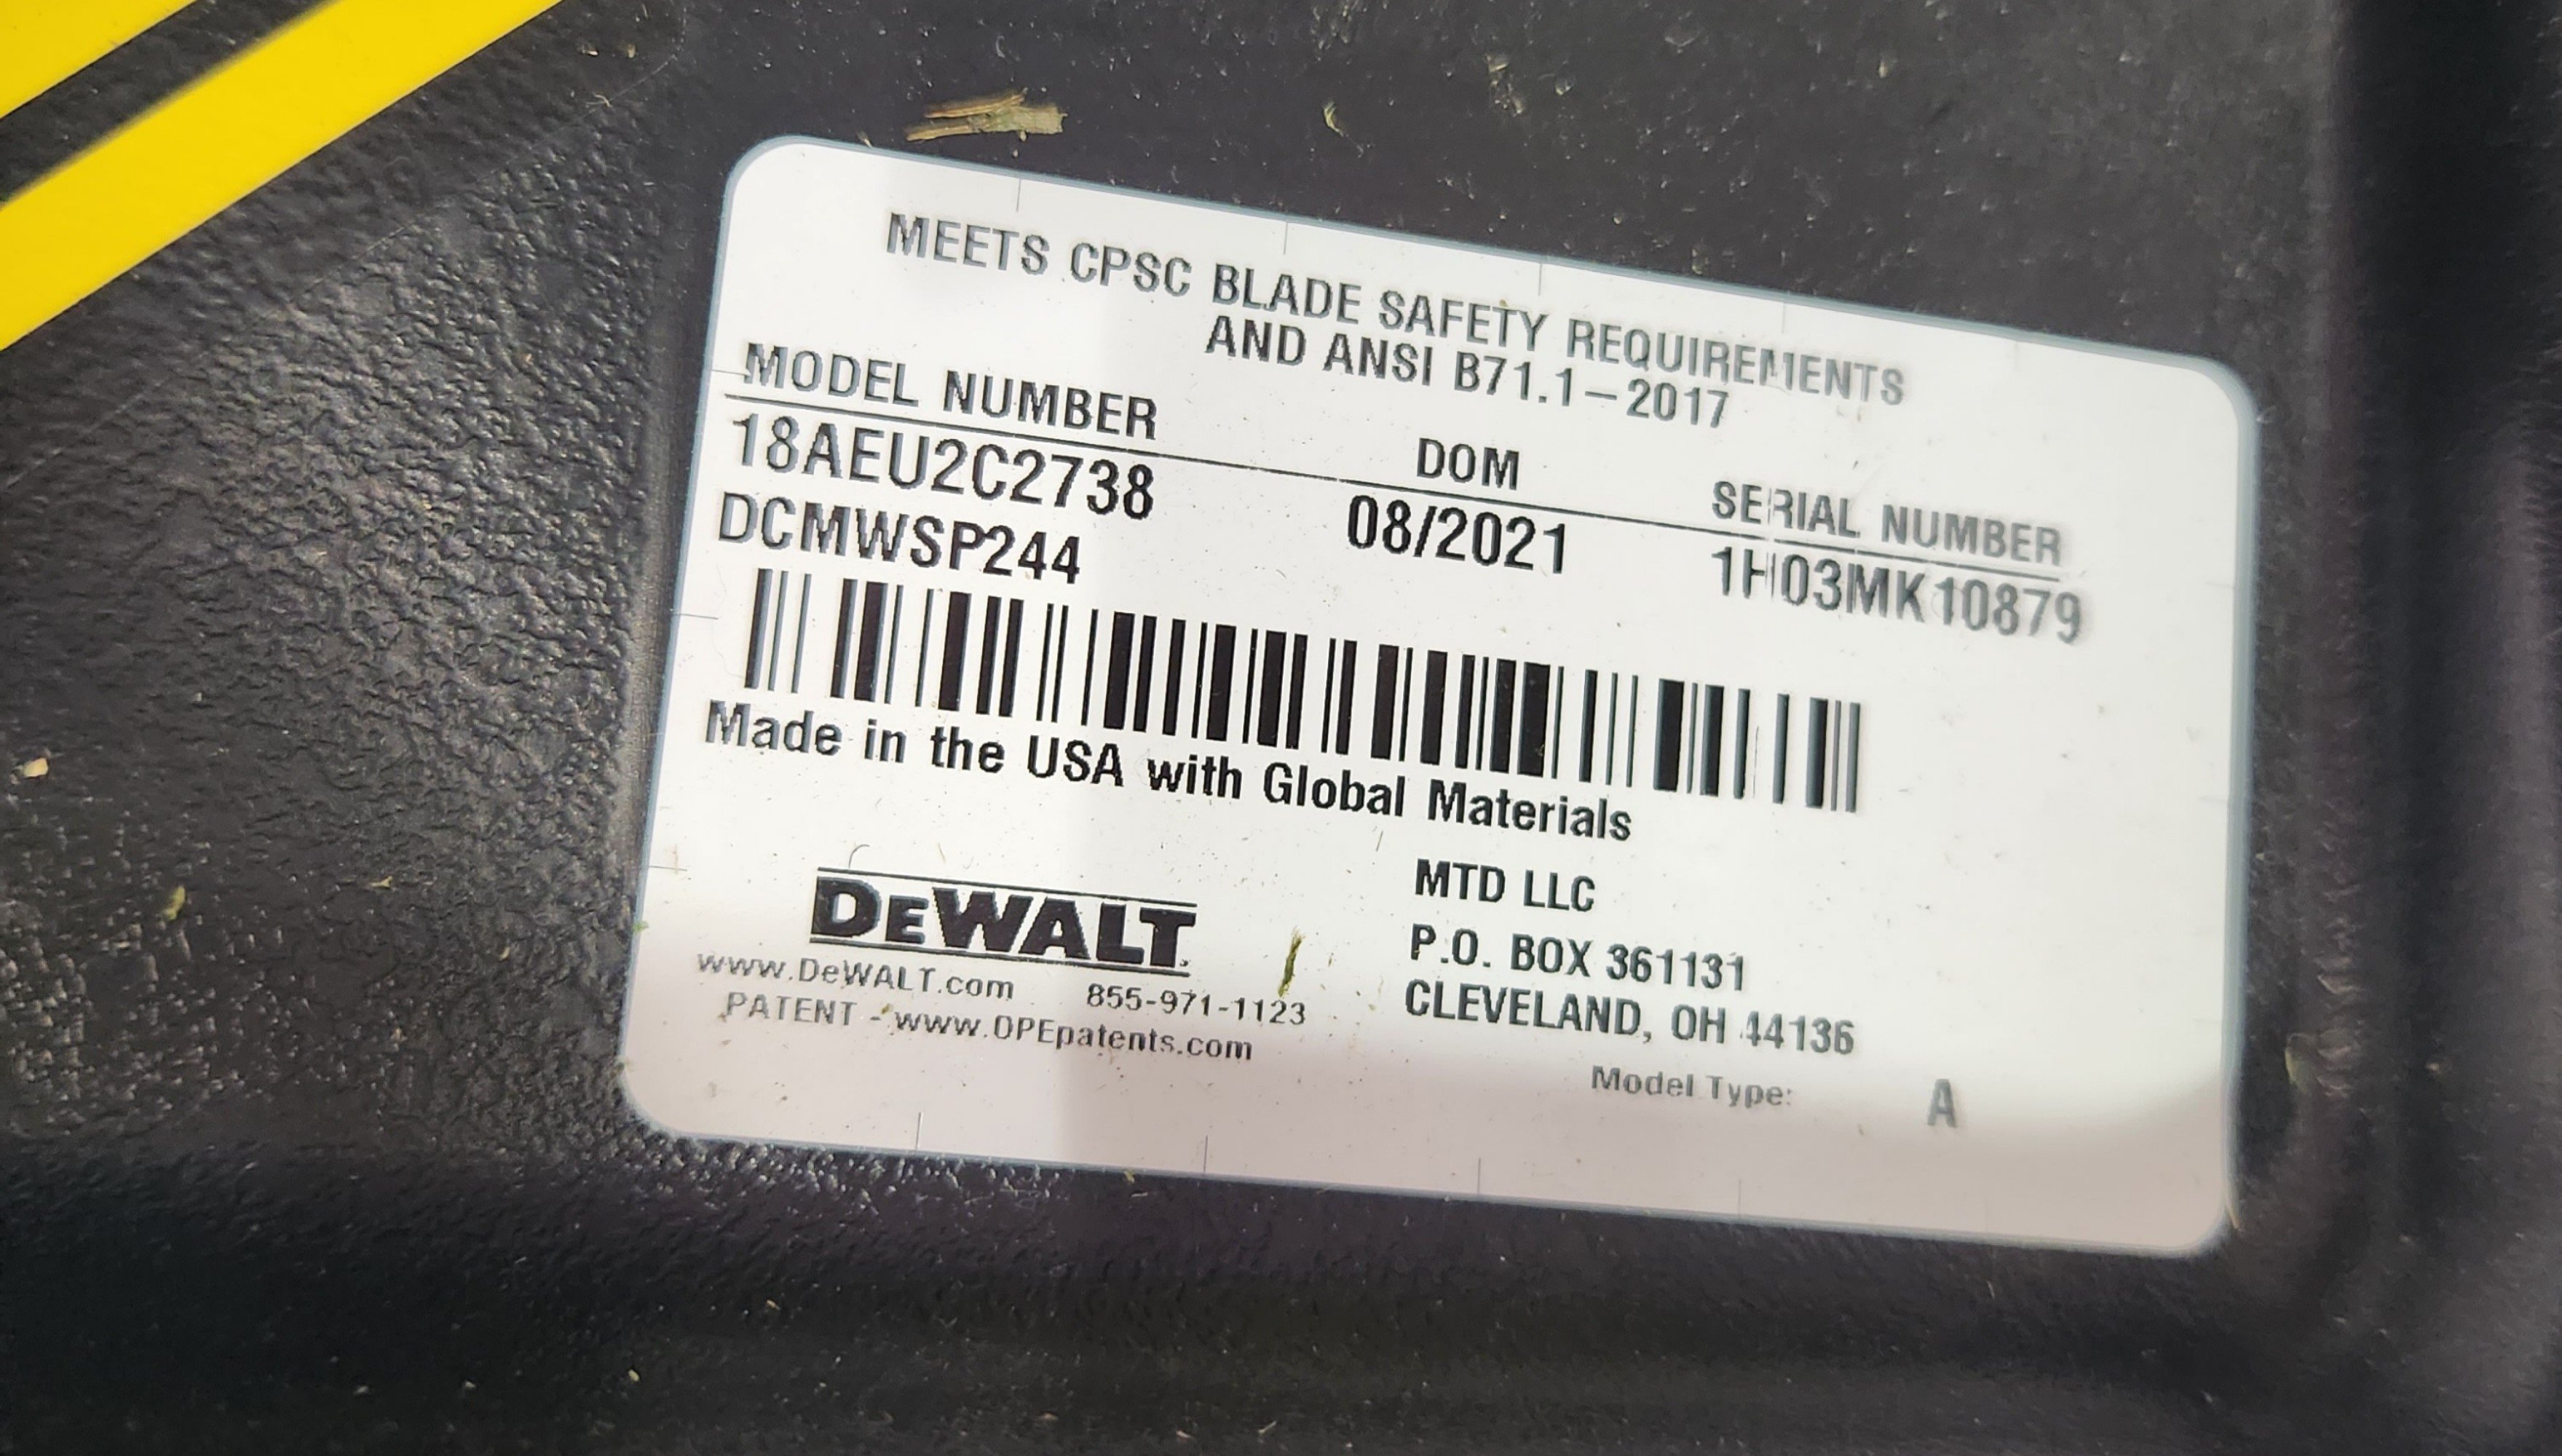 MEETS CPSC BLADE SAFETY REQUIREMENTS
AND ANSI B71.1-2017
MODEL NUMBER DOM SERIAL NUMBER
18AEU2C2738 08/2021 1H03MK10879
DCMWSP244
Made in the USA with Global Materials
DEWALT
www.DeWALT.com 855-971-1123
PATENT - www.OPEpatents.com
MTD LLC
P.O. BOX 361131
CLEVELAND, OH 44136
Model Type: A